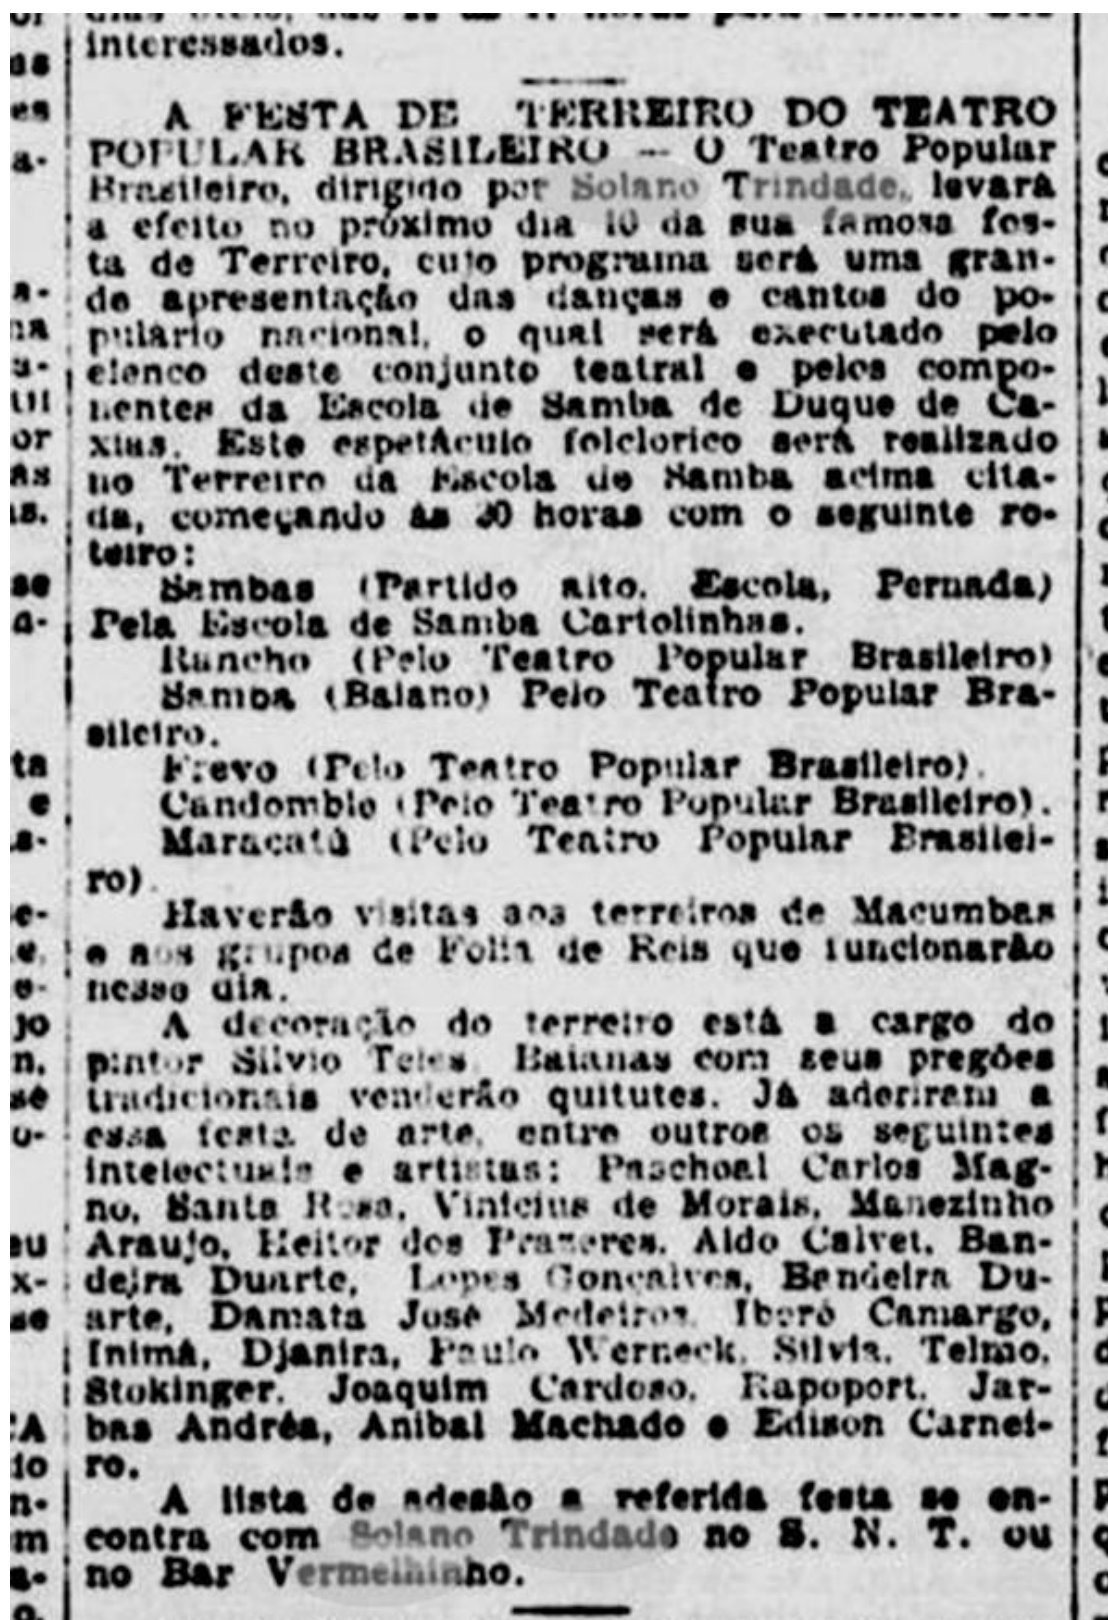 interessados.
A FESTA DE TERREIRO DO TEATRO
POPULAR BRASILEIRO — O Teatro Popular
Brasileiro, dirigido por Solano Trindade, levará
a efeito no próximo dia 10 da sua famosa fes-
ta de Terreiro, cujo programa será uma gran-
de apresentação das danças e cantos do po-
pulário nacional, o qual será executado pelo
elenco deste conjunto teatral e pelos compo-
nentes da Escola de Samba de Duque de Ca-
xias. Este espetáculo folclorico será realizado
no Terreiro da Escola de Samba acima cita-
da, começando às 20 horas com o seguinte ro-
teiro:
Sambas (Partido alto. Escola, Pernada)
Pela Escola de Samba Cartolinhas.
Rancho (Pelo Teatro Popular Brasileiro)
Samba (Baiano) Pelo Teatro Popular Bra-
sileiro.
Frevo (Pelo Teatro Popular Brasileiro).
Candomble (Pelo Teatro Popular Brasileiro).
Maracatú (Pelo Teatro Popular Brasilei-
ro).
Haverão visitas aos terreiros de Macumbas
e aos grupos de Folia de Reis que funcionarão
nesse dia.
A decoração do terreiro está a cargo do
pintor Silvio Teles. Baianas com seus pregões
tradicionais venderão quitutes. Já aderiram a
essa festa de arte, entre outros os seguintes
intelectuais e artistas: Paschoal Carlos Mag-
no, Santa Rosa, Vinicius de Morais, Manezinho
Araujo, Heitor dos Prazeres, Aldo Calvet, Ban-
deira Duarte, Lopes Gonçalves, Bandeira Du-
arte, Damata José Medeiros, Iberê Camargo,
Inimá, Djanira, Paulo Werneck, Silvia, Telmo,
Stokinger, Joaquim Cardoso, Rapoport, Jar-
bas Andréa, Anibal Machado e Edison Carnei-
ro.
A lista de adesão a referida festa se en-
contra com Solano Trindade no S. N. T. ou
no Bar Vermelhinho.